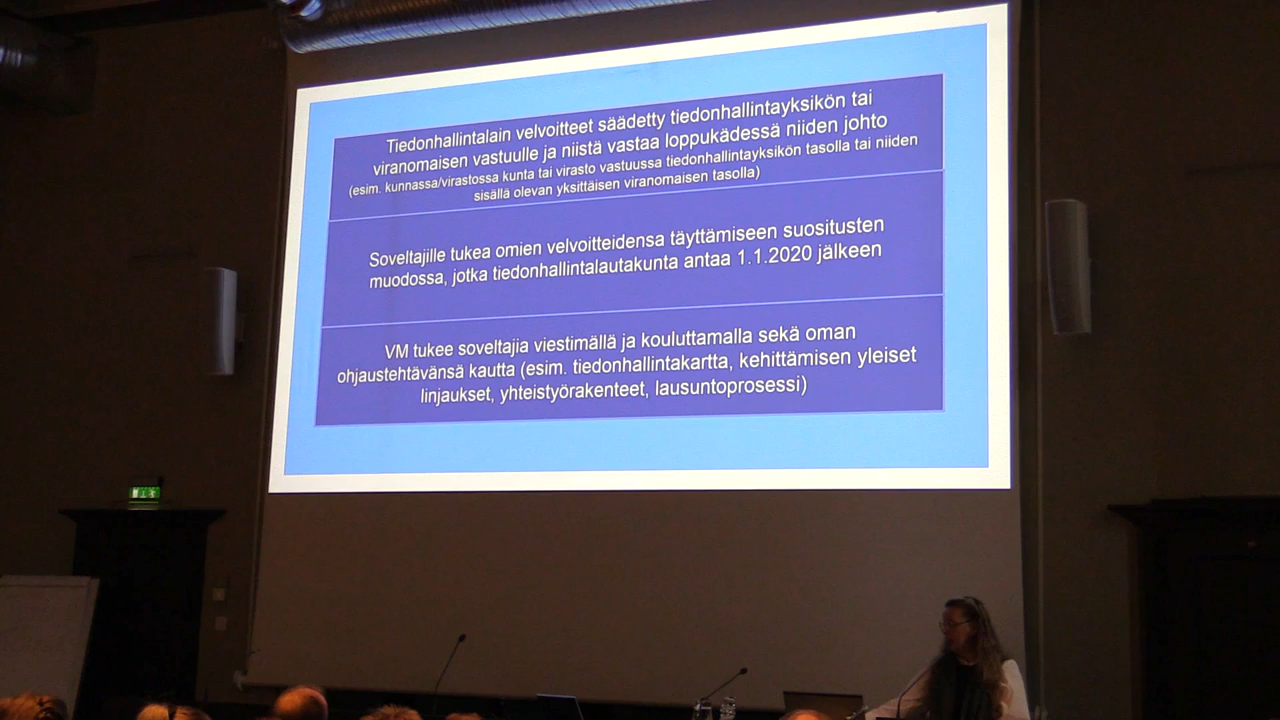 Tiedonhallintalain velvoitteet säädetty tiedonhallintayksikön tai
viranomaisen vastuulle ja niistä vastaa loppukädessä niiden johto
(esim. kunnassa/virastossa kunta tai virasto vastuussa tiedonhallintayksikön tasolla tai niiden
sisällä olevan yksittäisen viranomaisen tasolla)
Soveltajille tukea omien velvoitteidensa täyttämiseen suositusten
muodossa, jotka tiedonhallintalautakunta antaa 1.1.2020 jälkeen
VM tukee soveltajia viestimällä ja kouluttamalla sekä oman
ohjaustehtävänsä kautta (esim. tiedonhallintakartta, kehittämisen yleiset
linjaukset, yhteistyörakenteet, lausuntoprosessi)